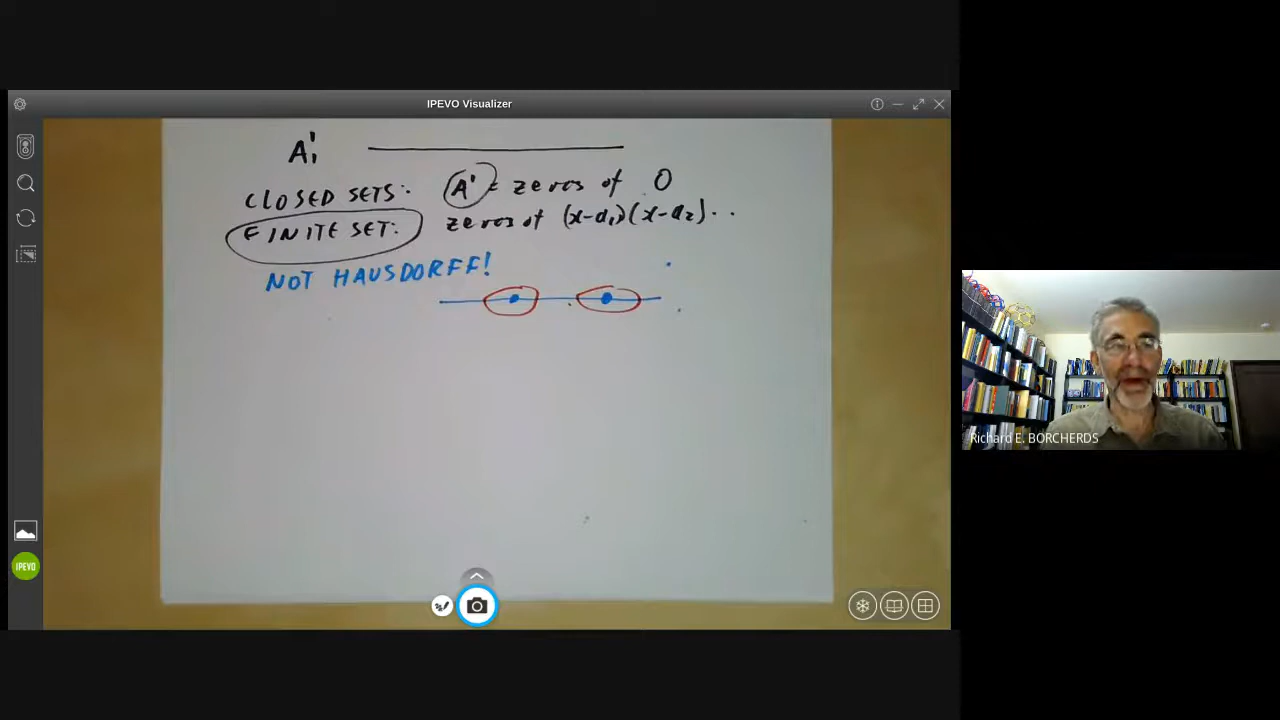 IPEVO Visualizer
A¹,
CLOSED SETS: A¹ = zeros of 0
FINITE SET: zeros of (x-a₁)(x-a₂)...
NOT HAUSDORFF!
Richard E. BORCHERDS
IPEVO